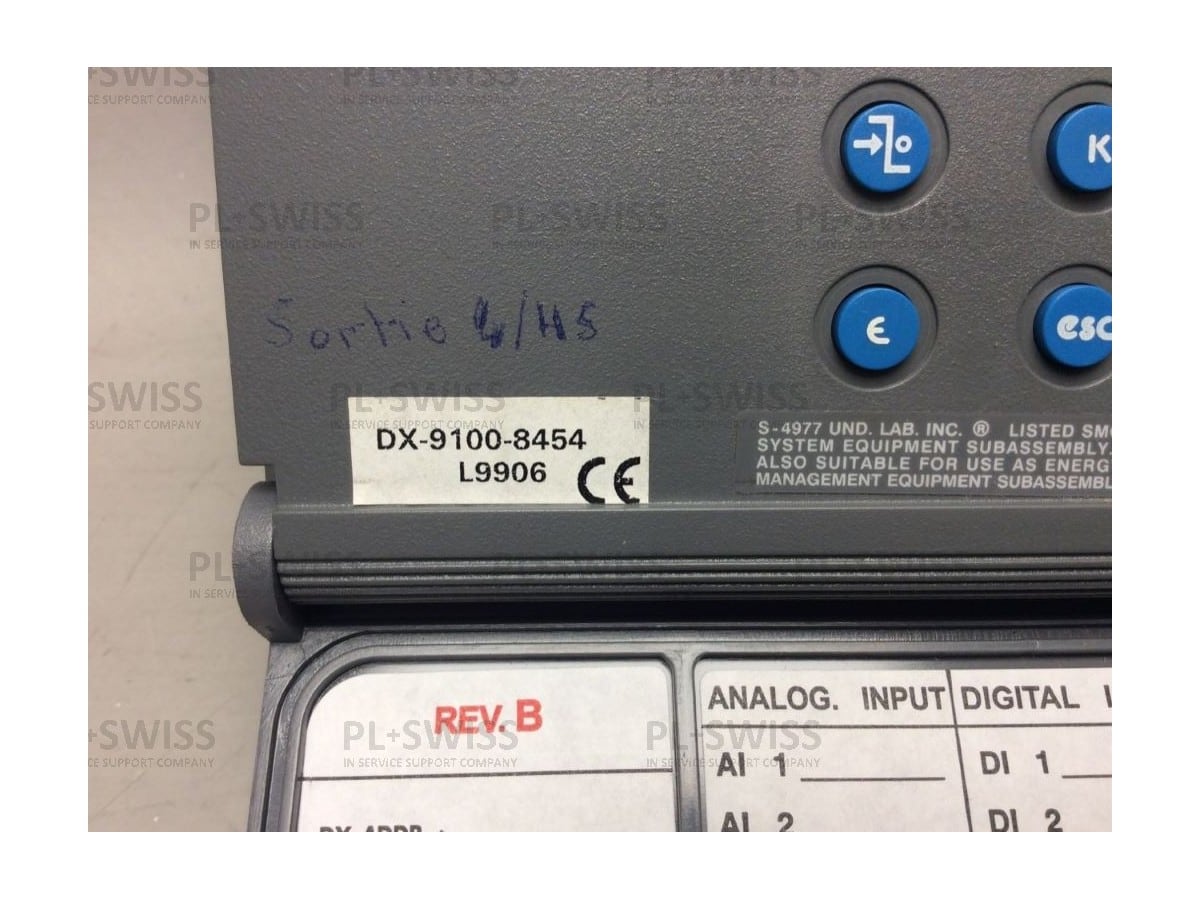 K
Sortie 4/HS
ε
esc
DX-9100-8454
L9906
CE
S-4977 UND. LAB. INC. ® LISTED SMO
SYSTEM EQUIPMENT SUBASSEMBLY.
ALSO SUITABLE FOR USE AS ENERG
MANAGEMENT EQUIPMENT SUBASSEMBL
REV. B
ANALOG. INPUT
DIGITAL I
AI 1
DI 1
AI 2
DI 2
PL+SWISS
IN SERVICE SUPPORT COMPANY